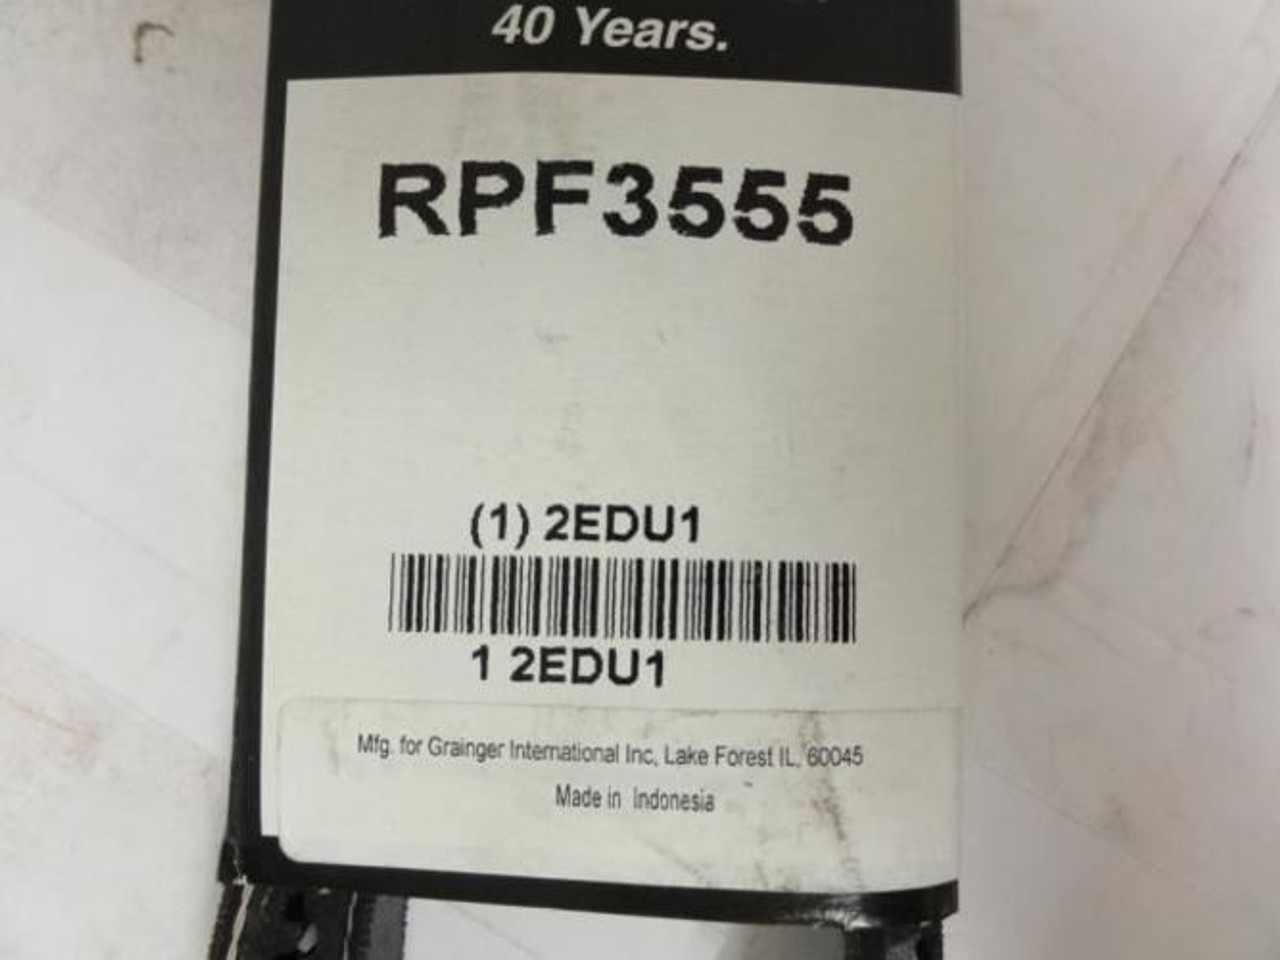 40 Years.
RPF3555
(1) 2EDU1
1 2EDU1
Mfg. for Grainger International Inc, Lake Forest IL, 60045
Made in Indonesia